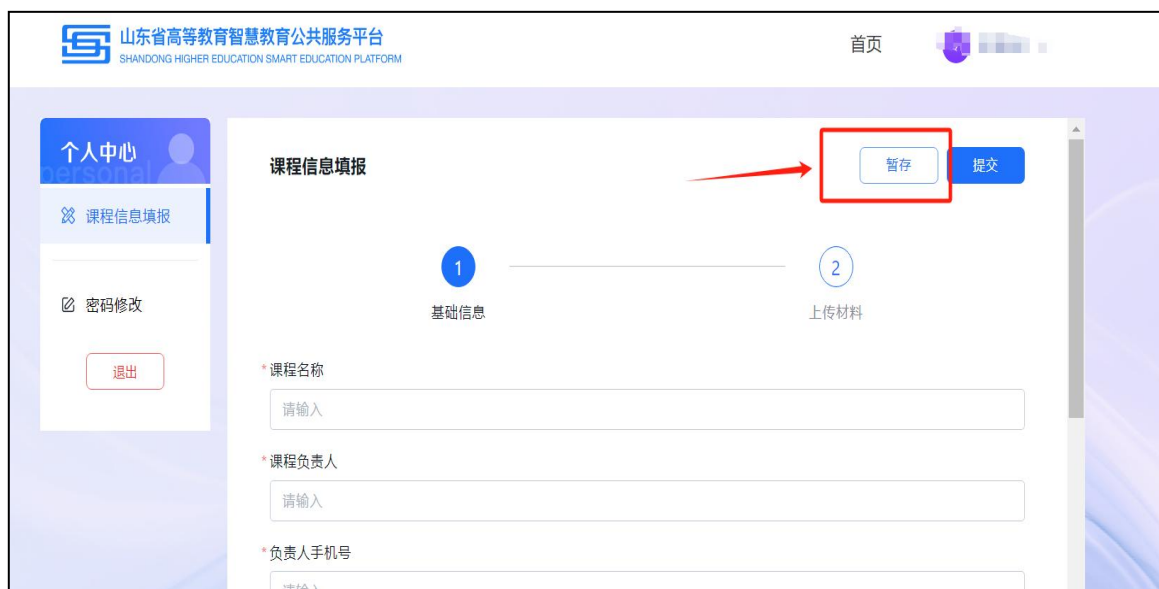 山东省高等教育智慧教育公共服务平台
SHANDONG HIGHER EDUCATION SMART EDUCATION PLATFORM
首页
个人中心
personal
课程信息填报
密码修改
退出
课程信息填报
暂存
提交
1
基础信息
2
上传材料
*课程名称
请输入
*课程负责人
请输入
*负责人手机号
请输入